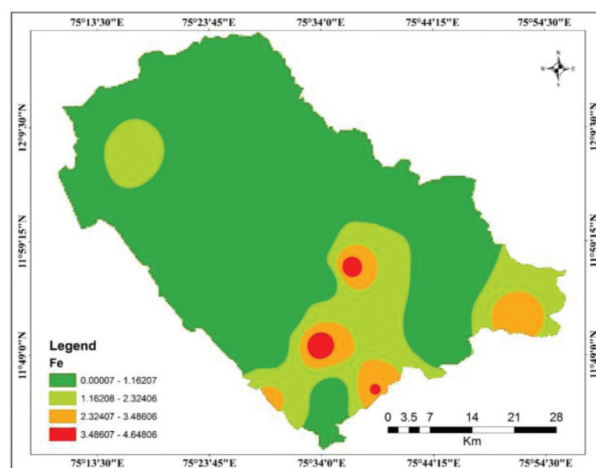 75°13'30"E 75°23'45"E 75°34'0"E 75°44'15"E 75°54'30"E
N
W E
S
12°9'30"N 12°9'30"N
11°59'15"N 11°59'15"N
11°49'0"N 11°49'0"N
Legend
Fe
0.00007 - 1.16207
1.16208 - 2.32406
2.32407 - 3.48606
3.48607 - 4.64806
0 3.5 7 14 21 28
Km
75°13'30"E 75°23'45"E 75°34'0"E 75°44'15"E 75°54'30"E